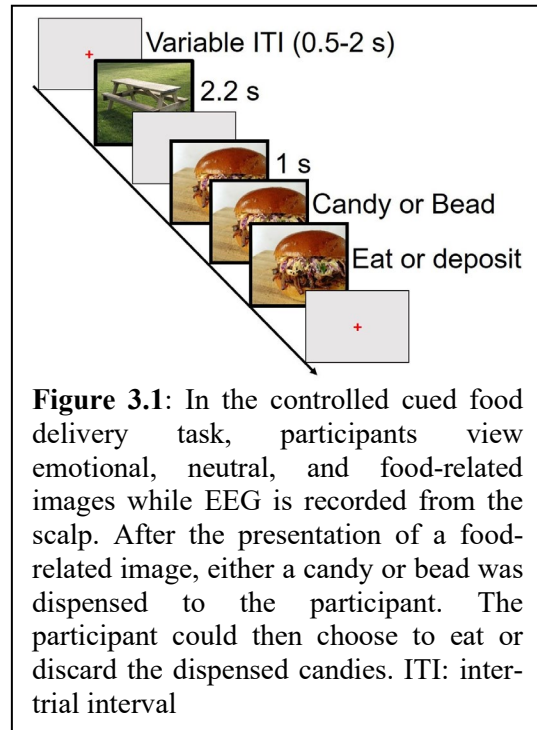 Variable ITI (0.5-2 s)
2.2 s
1 s
Candy or Bead
Eat or deposit
Figure 3.1: In the controlled cued food
delivery task, participants view
emotional, neutral, and food-related
images while EEG is recorded from the
scalp. After the presentation of a food-
related image, either a candy or bead was
dispensed to the participant. The
participant could then choose to eat or
discard the dispensed candies. ITI: inter-
trial interval